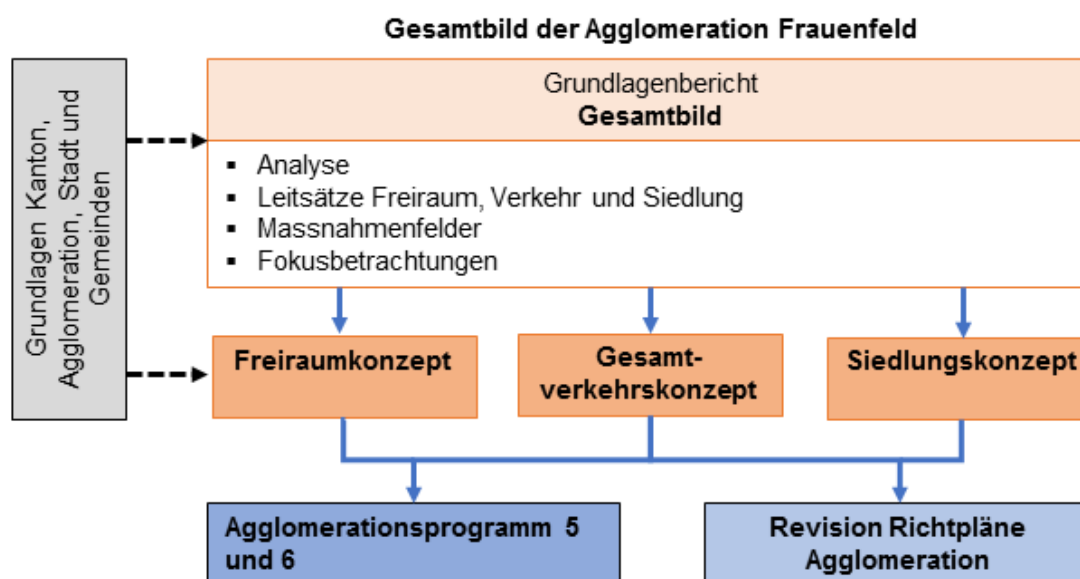 Gesamtbild der Agglomeration Frauenfeld
Grundlagen Kanton,
Agglomeration, Stadt und
Gemeinden
Grundlagenbericht
Gesamtbild
▪ Analyse
▪ Leitsätze Freiraum, Verkehr und Siedlung
▪ Massnahmenfelder
▪ Fokusbetrachtungen
Freiraumkonzept
Gesamt-
verkehrskonzept
Siedlungskonzept
Agglomerationsprogramm 5
und 6
Revision Richtpläne
Agglomeration